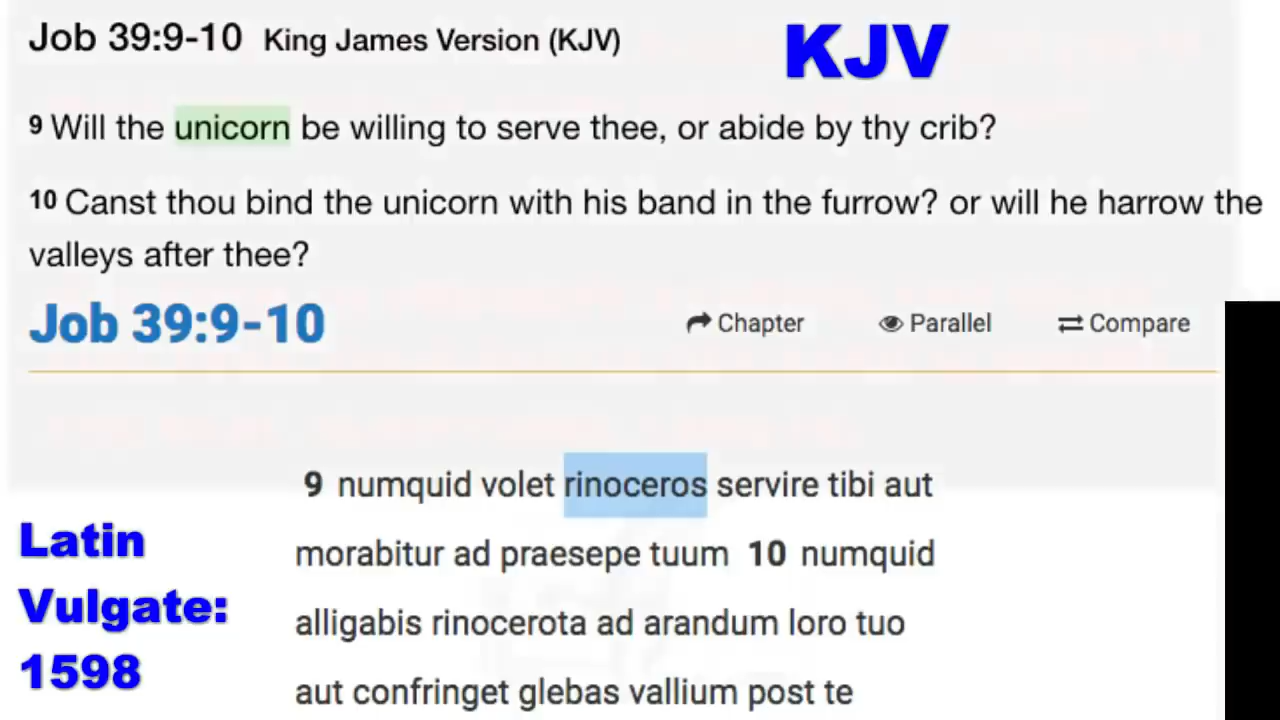 Job 39:9-10 King James Version (KJV)
KJV
9 Will the unicorn be willing to serve thee, or abide by thy crib?
10 Canst thou bind the unicorn with his band in the furrow? or will he harrow the
valleys after thee?
Job 39:9-10
Chapter
Parallel
Compare
9 numquid volet rinoceros servire tibi aut
morabitur ad praesepe tuum 10 numquid
alligabis rinocerota ad arandum loro tuo
aut confringet glebas vallium post te
Latin
Vulgate:
1598